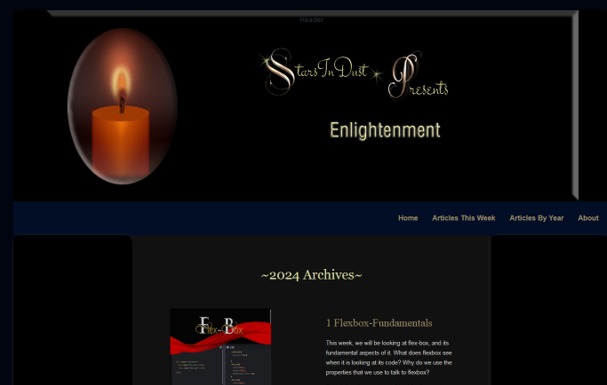 Header
StarsInDust Presents
Enlightenment
Home Articles This Week Articles By Year About
~2024 Archives~
Flex~Box
1 Flexbox-Fundamentals
This week, we will be looking at flex-box, and its
fundamental aspects of it. What does flexbox see
when it is looking at its code? Why do we use the
properties that we use to talk to flexbox?